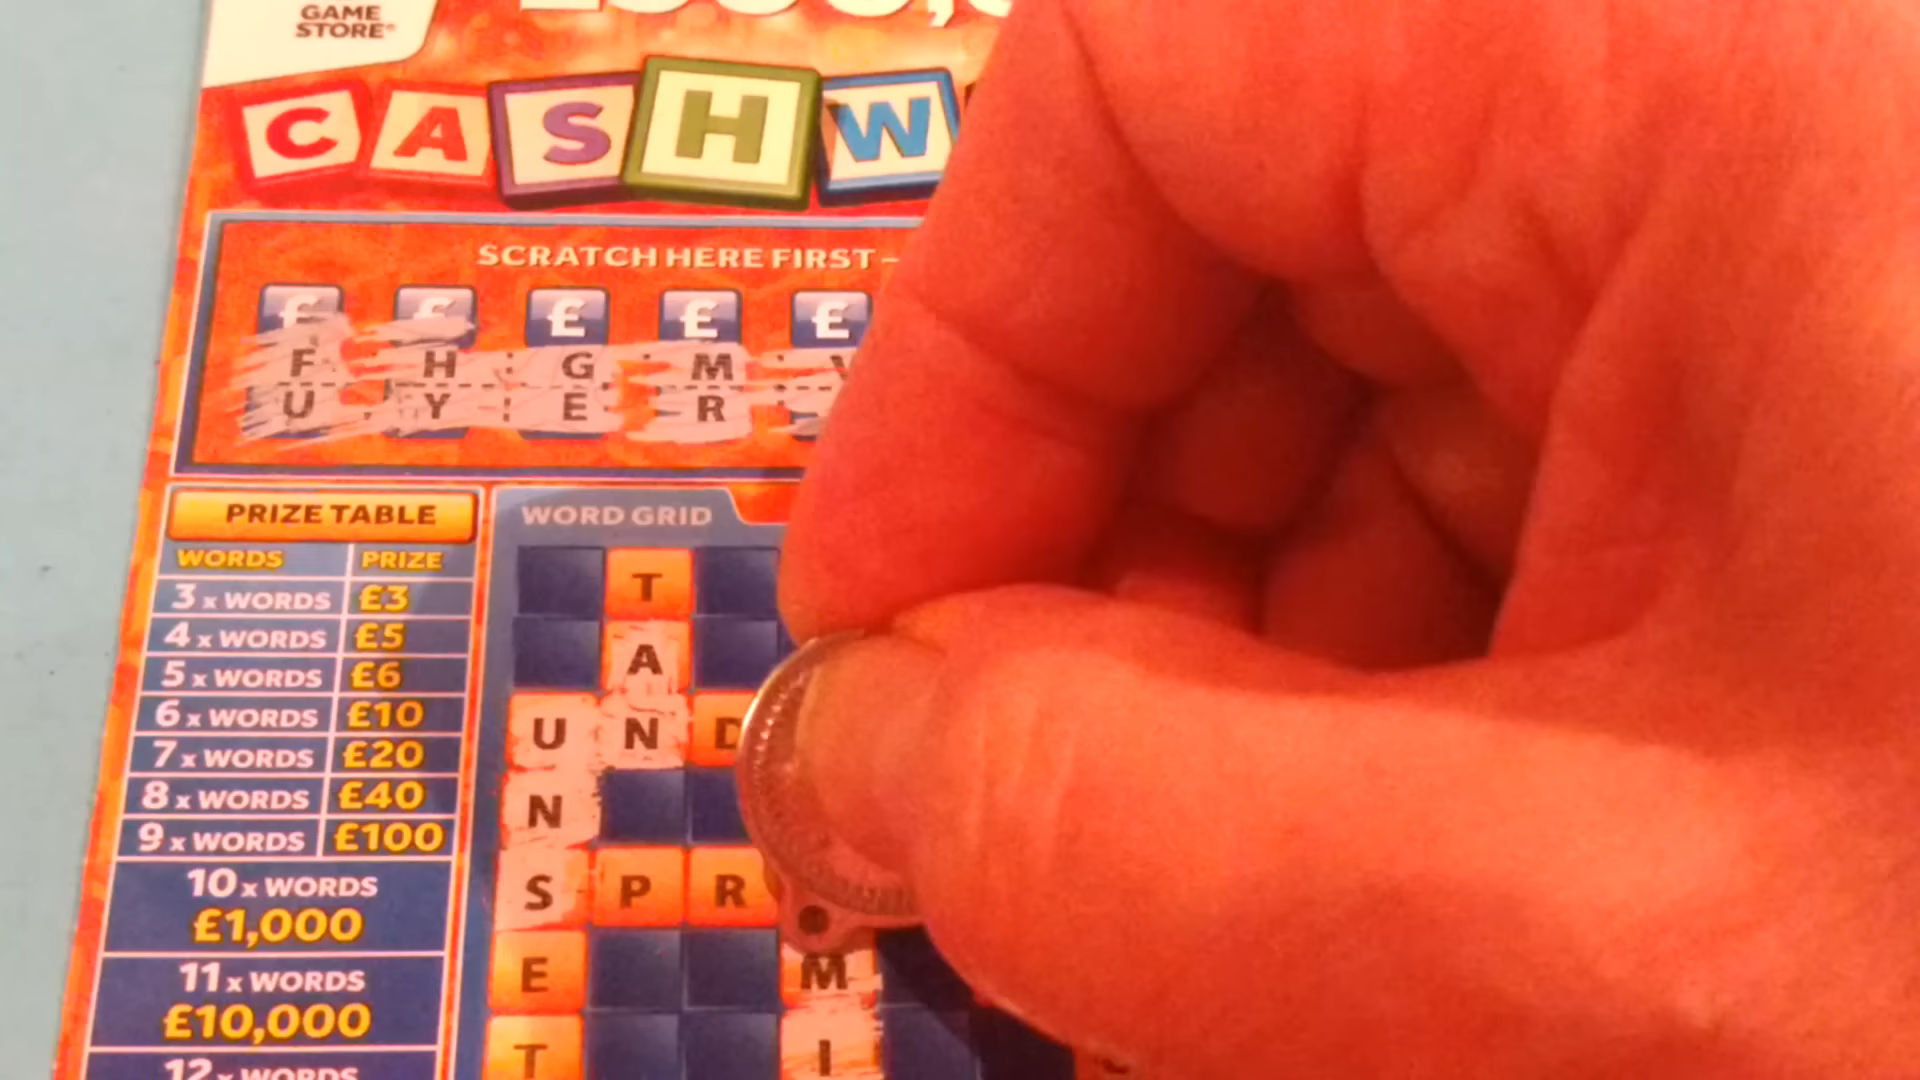 GAME
STORE
CASHW
SCRATCH HERE FIRST –
£ £ £ £ £
F H G M
U Y E R
PRIZE TABLE
WORDS PRIZE
3 x WORDS £3
4 x WORDS £5
5 x WORDS £6
6 x WORDS £10
7 x WORDS £20
8 x WORDS £40
9 x WORDS £100
10 x WORDS
£1,000
11 x WORDS
£10,000
12 x WORDS
WORD GRID
T
A
U N D
N
S P R
E M
T I